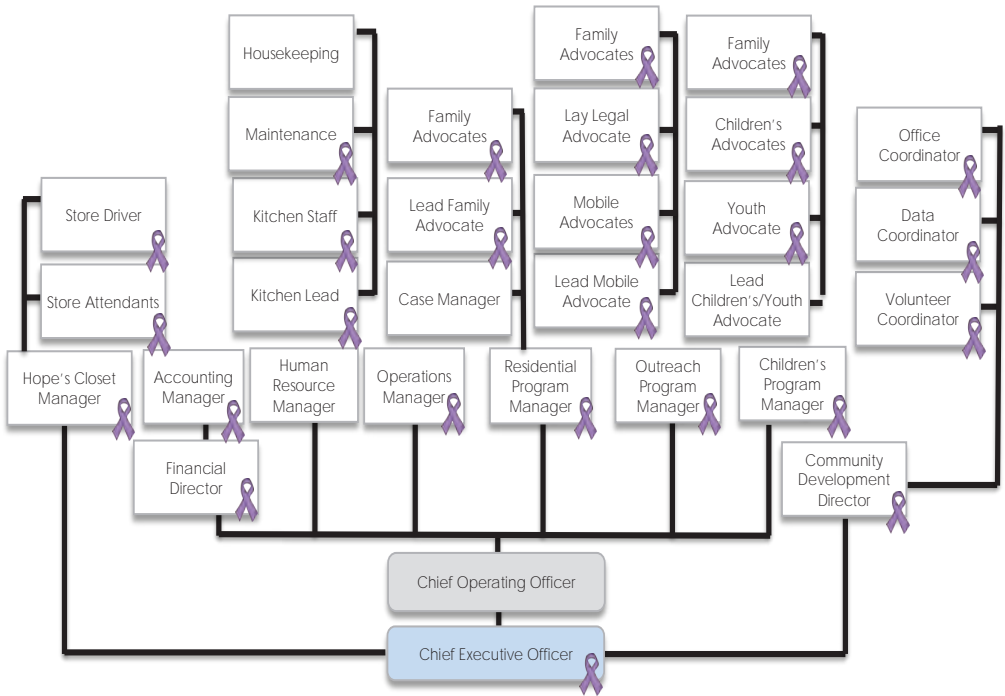 Housekeeping
Maintenance
Kitchen Staff
Kitchen Lead
Family
Advocates
Lead Family
Advocate
Case Manager
Family
Advocates
Lay Legal
Advocate
Mobile
Advocates
Lead Mobile
Advocate
Family
Advocates
Children's
Advocates
Youth
Advocate
Lead
Children's/Youth
Advocate
Office
Coordinator
Data
Coordinator
Volunteer
Coordinator
Store Driver
Store Attendants
Hope's Closet
Manager
Accounting
Manager
Human
Resource
Manager
Operations
Manager
Residential
Program
Manager
Outreach
Program
Manager
Children's
Program
Manager
Financial
Director
Community
Development
Director
Chief Operating Officer
Chief Executive Officer